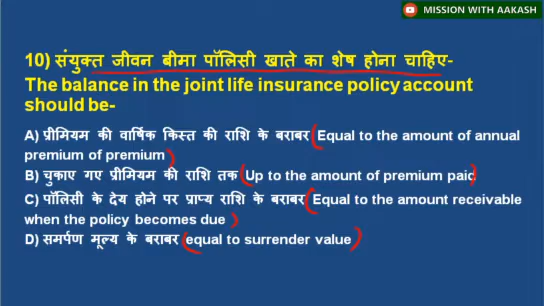 MISSION WITH AAKASH
10) संयुक्त जीवन बीमा पॉलिसी खाते का शेष होना चाहिए-
The balance in the joint life insurance policy account
should be-
A) प्रीमियम की वार्षिक किस्त की राशि के बराबर Equal to the amount of annual
premium of premium
B) चुकाए गए प्रीमियम की राशि तक Up to the amount of premium paid
C) पॉलिसी के देय होने पर प्राप्य राशि के बराबर Equal to the amount receivable
when the policy becomes due
D) समर्पण मूल्य के बराबर equal to surrender value